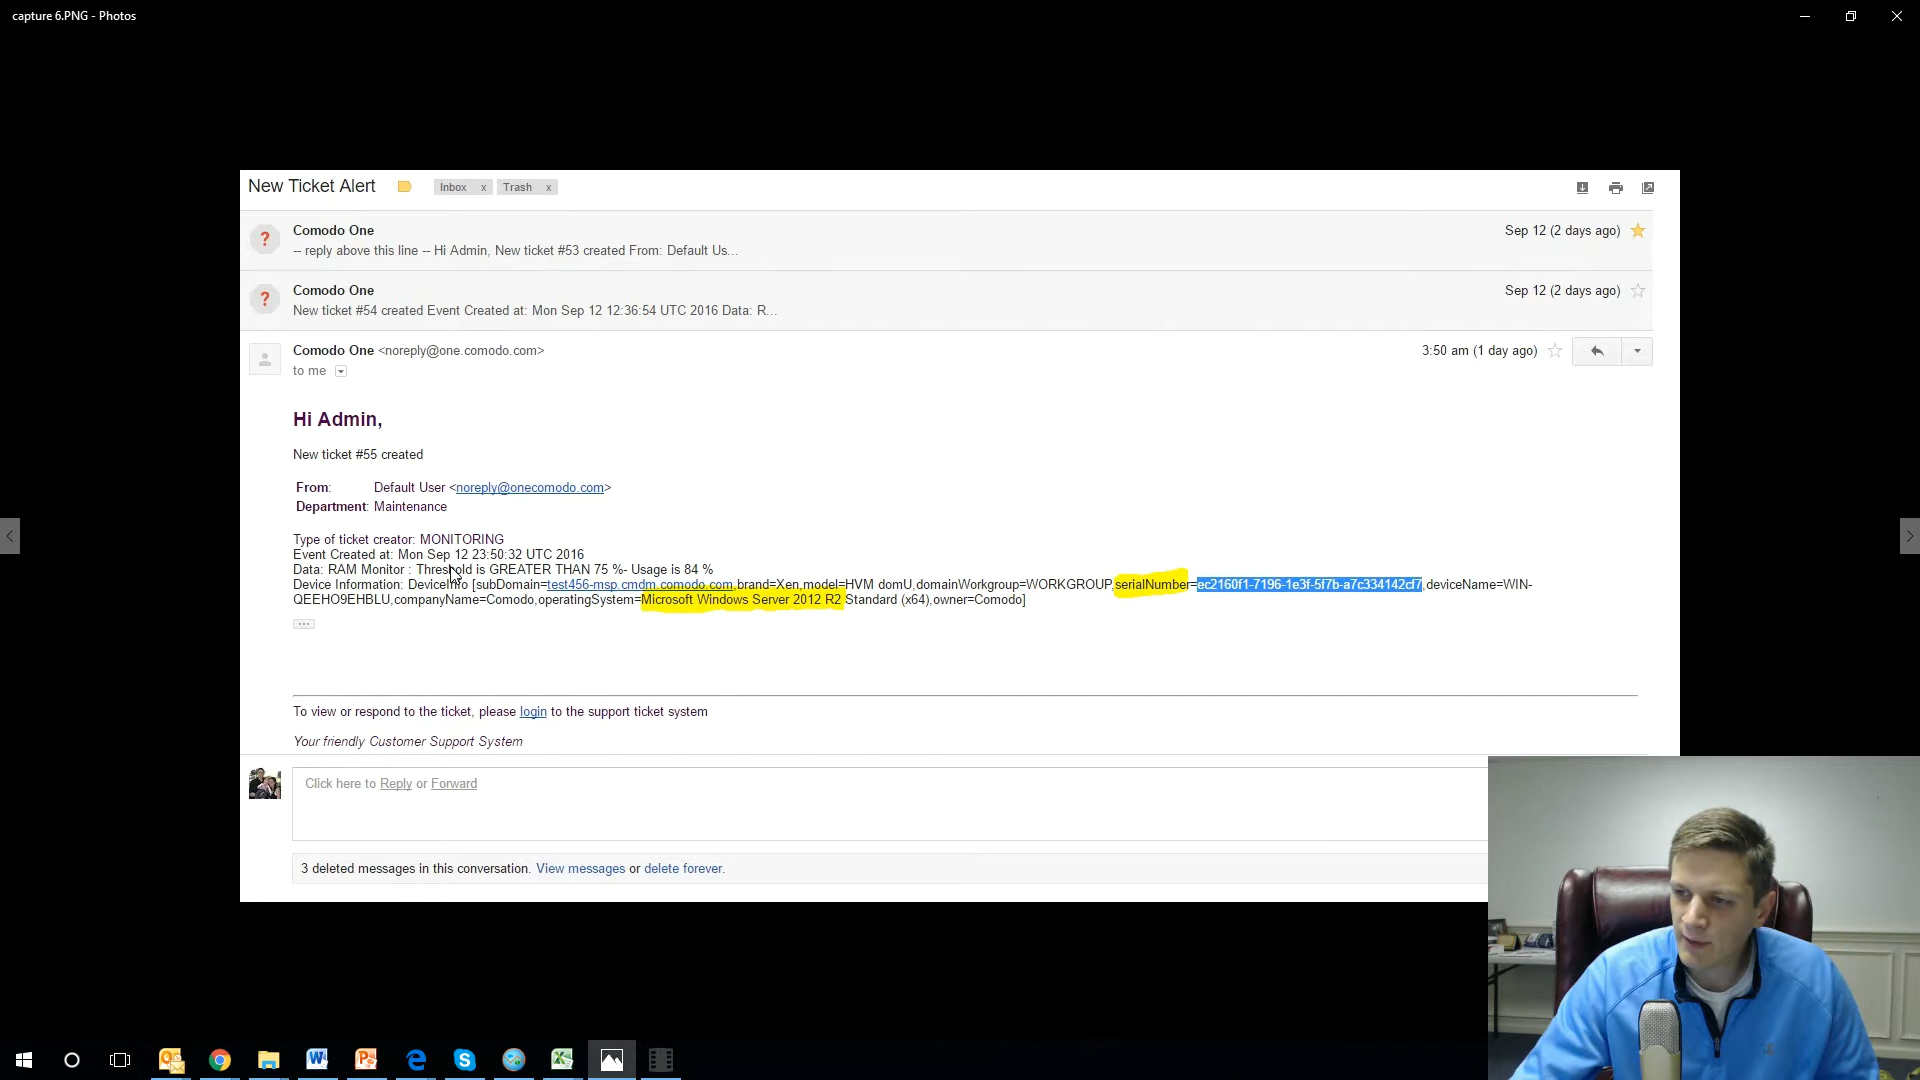 capture 6.PNG - Photos
New Ticket Alert
Inbox x Trash x
Comodo One
Sep 12 (2 days ago)
-- reply above this line -- Hi Admin, New ticket #53 created From: Default Us...
Comodo One
Sep 12 (2 days ago)
New ticket #54 created Event Created at: Mon Sep 12 12:36:54 UTC 2016 Data: R...
Comodo One <noreply@one.comodo.com>
3:50 am (1 day ago)
to me
Hi Admin,
New ticket #55 created
From: Default User <noreply@onecomodo.com>
Department: Maintenance
Type of ticket creator: MONITORING
Event Created at: Mon Sep 12 23:50:32 UTC 2016
Data: RAM Monitor : Threshold is GREATER THAN 75 %- Usage is 84 %
Device Information: DeviceInfo [subDomain=test456-msp.cmdm.comodo.com,brand=Xen,model=HVM domU,domainWorkgroup=WORKGROUP,serialNumber=ec2160f1-7196-1e3f-5f7b-a7c334142cf7,deviceName=WIN-
QEEHO9EHBLU,companyName=Comodo,operatingSystem=Microsoft Windows Server 2012 R2 Standard (x64),owner=Comodo]
...
To view or respond to the ticket, please login to the support ticket system
Your friendly Customer Support System
Click here to Reply or Forward
3 deleted messages in this conversation. View messages or delete forever.